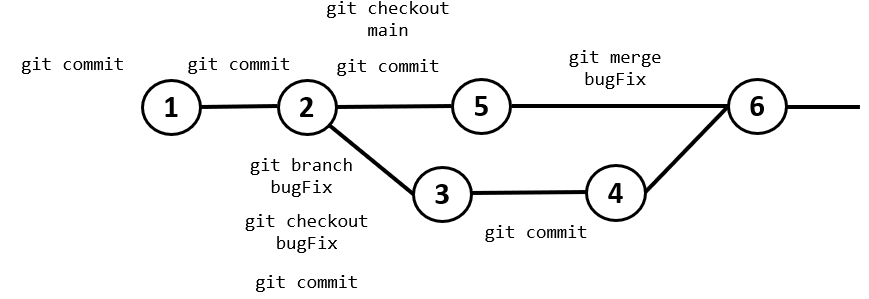 git checkout
main
git commit
git commit
git commit
git merge
bugFix
1
2
5
6
git branch
bugFix
3
4
git checkout
bugFix
git commit
git commit